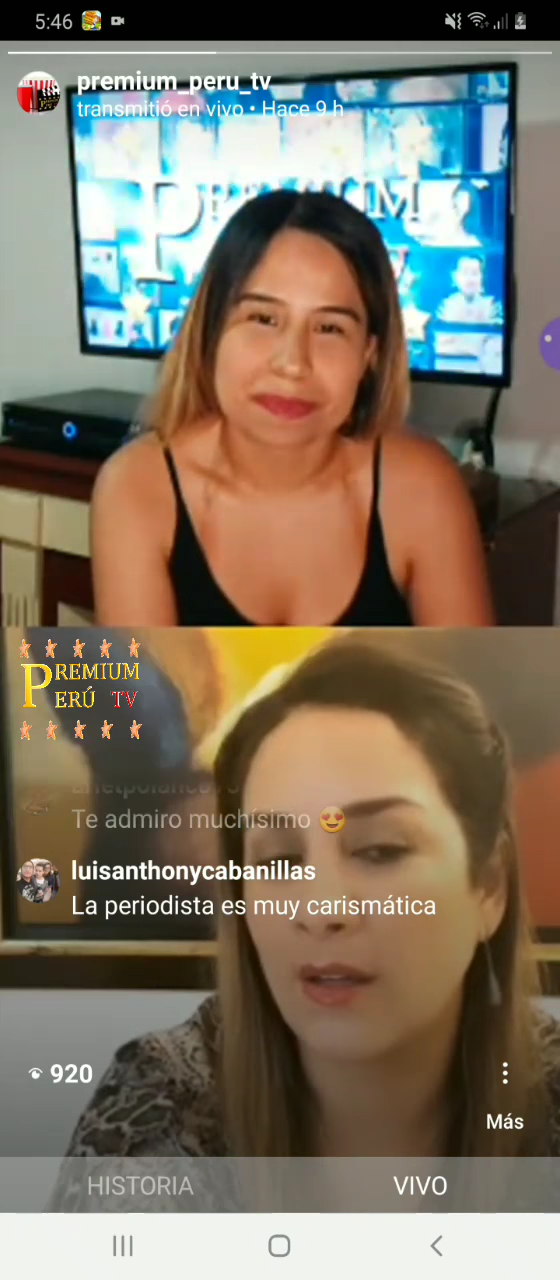 5:46
premium_peru_tv
transmitió en vivo • Hace 9 h
PREMIUM
PREMIUM
PERÚ TV
Te admiro muchísimo 😍
luisanthonycabanillas
La periodista es muy carismática
920
Más
HISTORIA
VIVO